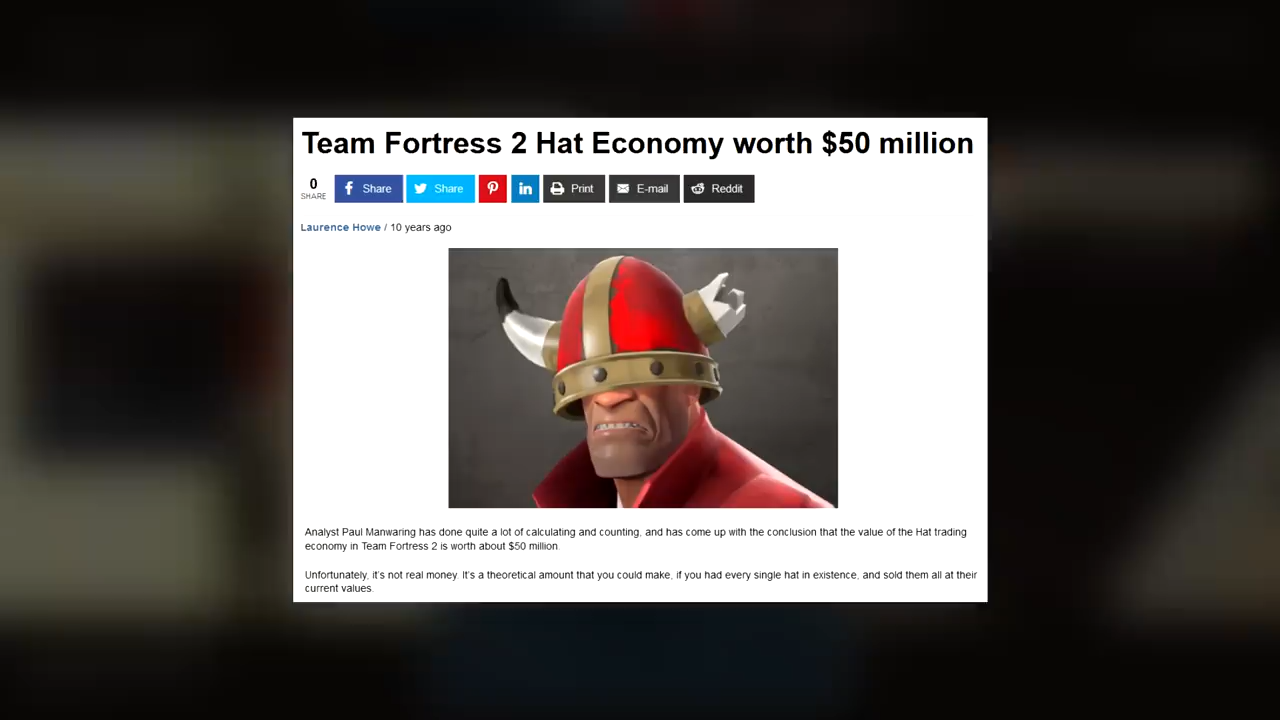 Team Fortress 2 Hat Economy worth $50 million
0
SHARE
Share
Share
Print
E-mail
Reddit
Laurence Howe / 10 years ago
Analyst Paul Manwaring has done quite a lot of calculating and counting, and has come up with the conclusion that the value of the Hat trading
economy in Team Fortress 2 is worth about $50 million.
Unfortunately, it's not real money. It's a theoretical amount that you could make, if you had every single hat in existence, and sold them all at their
current values.